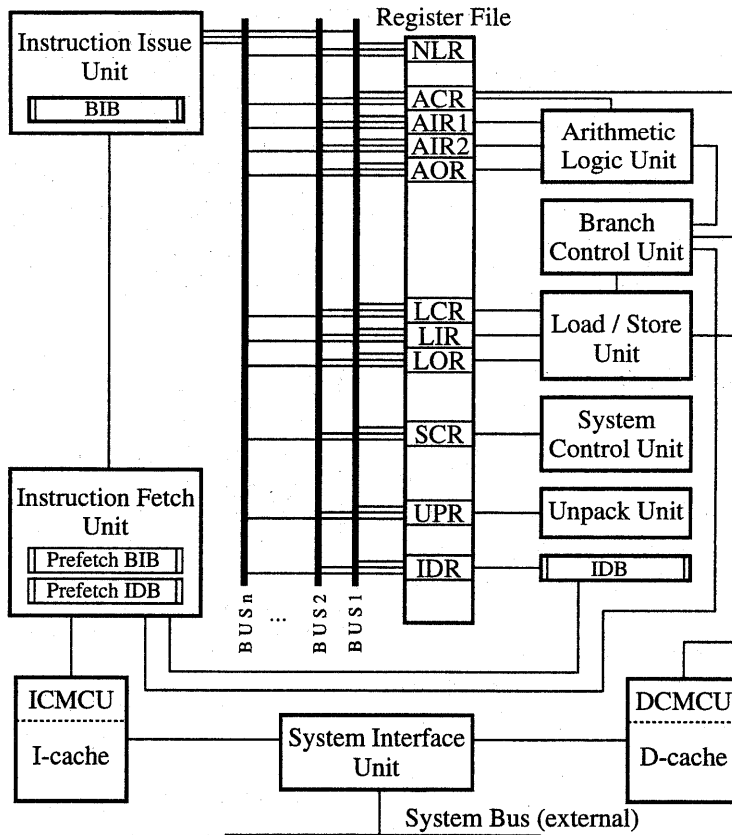 Register File
Instruction Issue
Unit
BIB
NLR
ACR
AIR1
AIR2
AOR
Arithmetic
Logic Unit
Branch
Control Unit
LCR
LIR
LOR
Load / Store
Unit
SCR
System
Control Unit
Instruction Fetch
Unit
Prefetch BIB
Prefetch IDB
UPR
Unpack Unit
IDR
IDB
BUSn
...
BUS2
BUS1
ICMCU
I-cache
System Interface
Unit
DCMCU
D-cache
System Bus (external)